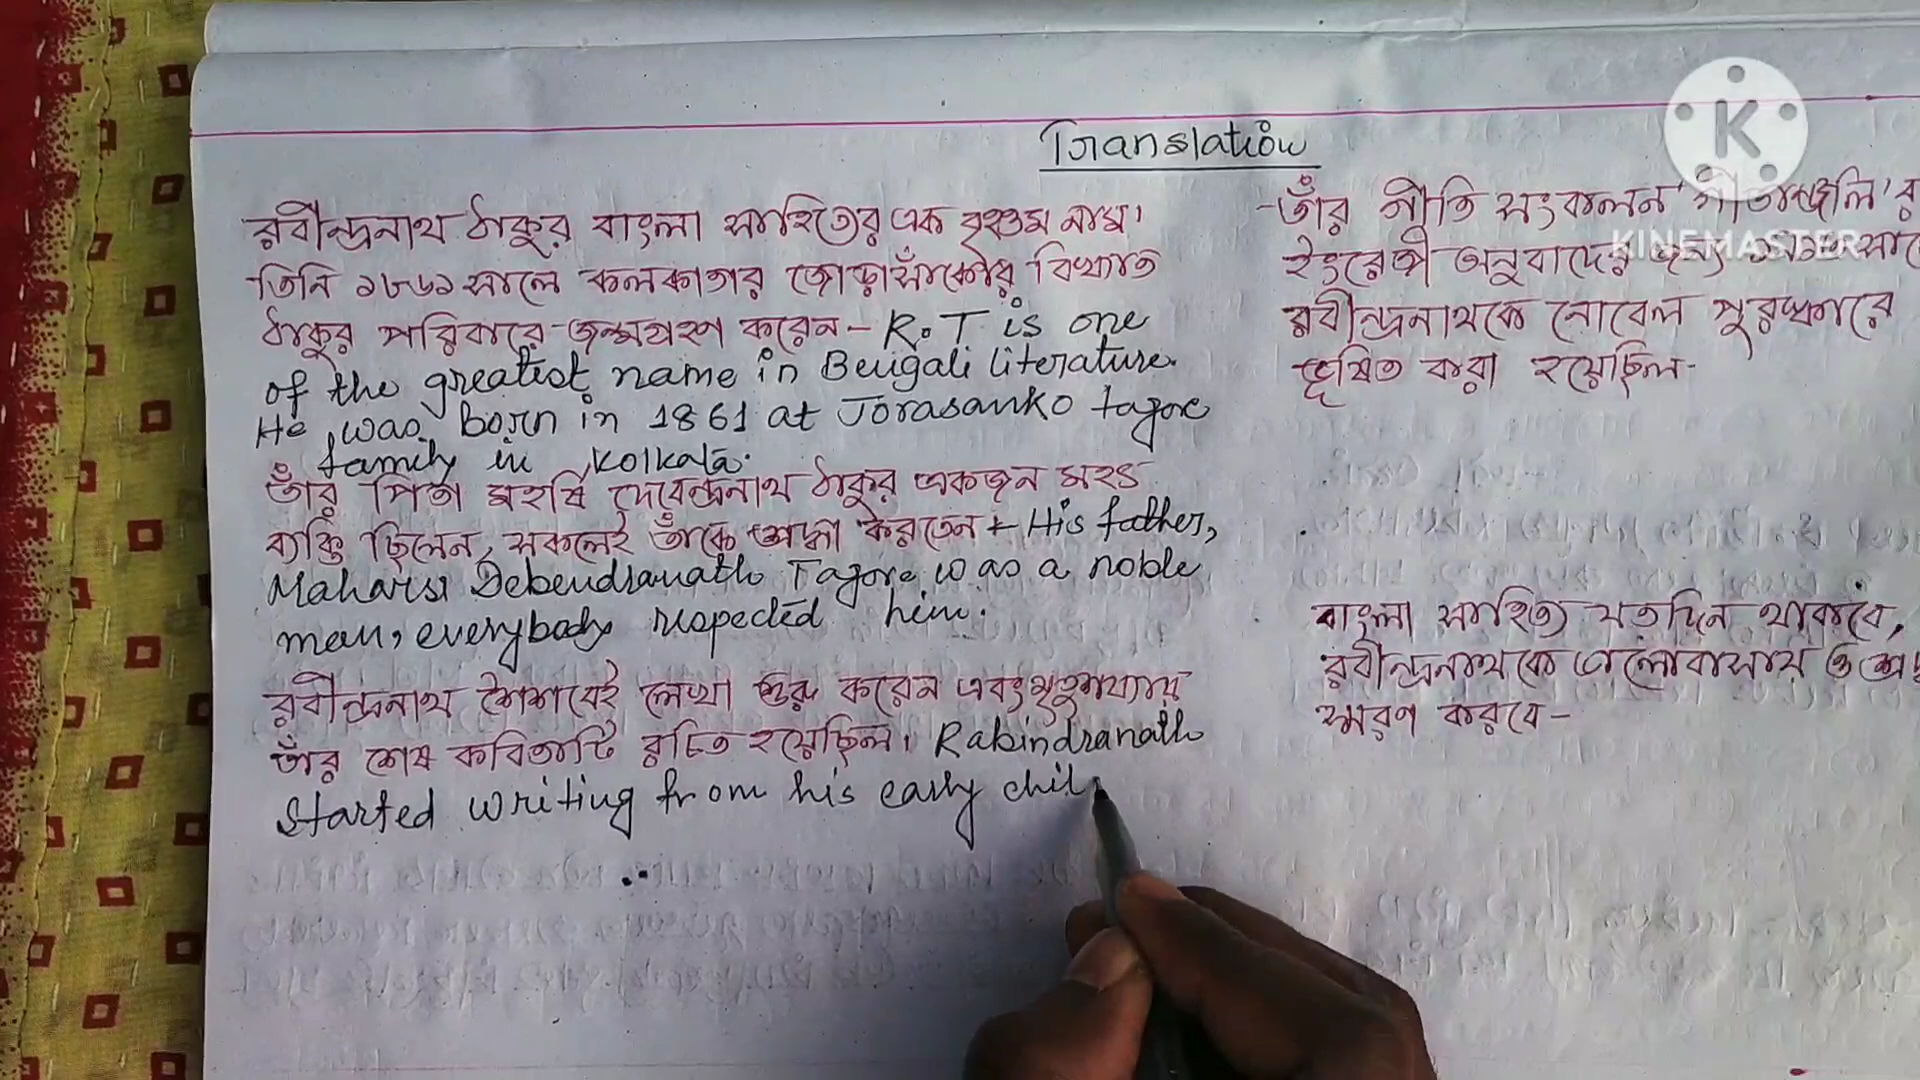 Translation
রবীন্দ্রনাথ ঠাকুর বাংলা সাহিত্যের এক বৃহত্তম নাম।
তিনি ১৮৬১ সালে কলকাতার জোড়াসাঁকোর বিখ্যাত
ঠাকুর পরিবারে জন্মগ্রহণ করেন - R.T is one
of the greatest name in Bengali literature.
He was born in 1861 at Jorasanko tagore
family in Kolkata.
তাঁর পিতা মহর্ষি দেবেন্দ্রনাথ ঠাকুর একজন মহৎ
ব্যক্তি ছিলেন, সকলেই তাঁকে শ্রদ্ধা করতেন - His father,
Maharsi Debendranath Tagore was a noble
man, everybody respected him.
রবীন্দ্রনাথ শৈশবেই লেখা শুরু করেন এবং মৃত্যুশয্যায়
তাঁর শেষ কবিতাটি রচিত হয়েছিল। Rabindranath
started writing from his early chil
তাঁর গীতি সংকলন 'গীতাঞ্জলি'র
ইংরেজী অনুবাদের জন্য
রবীন্দ্রনাথকে নোবেল পুরস্কারে
ভূষিত করা হয়েছিল-
বাংলা সাহিত্য যতদিন থাকবে,
রবীন্দ্রনাথকে ভালোবাসায় ও
স্মরণ করবে -
K
KINEMASTER